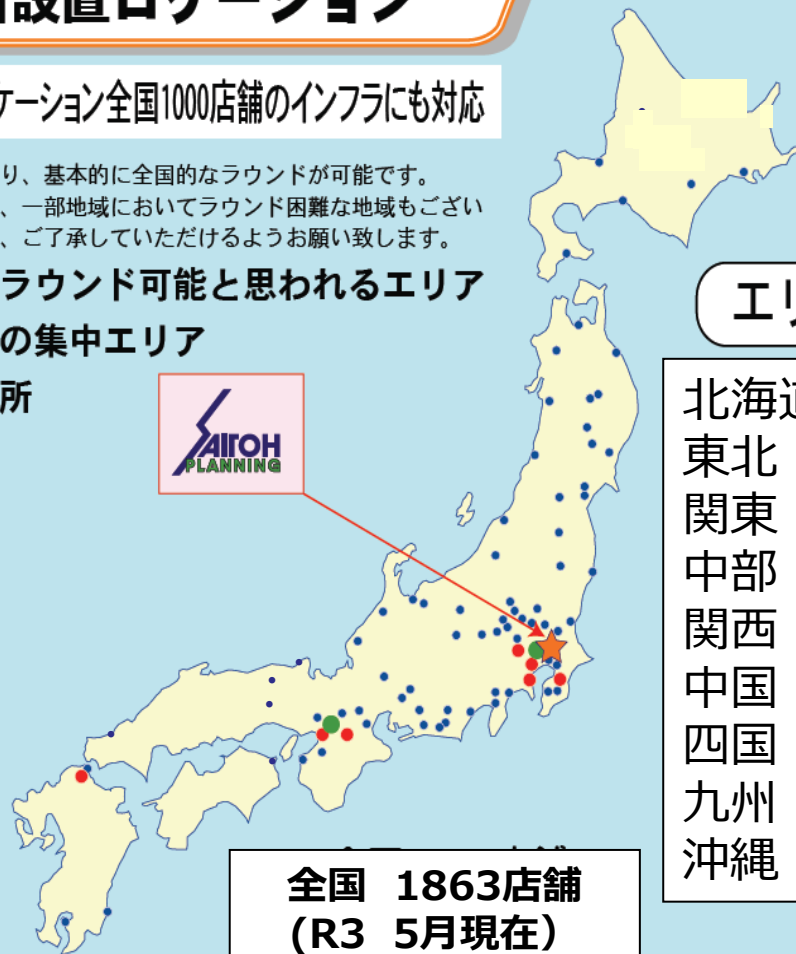 設置ロケーション
ケーション全国1000店舗のインフラにも対応
り、基本的に全国的なラウンドが可能です。
、一部地域においてラウンド困難な地域もござい
、ご了承していただけるようお願い致します。
ラウンド可能と思われるエリア
の集中エリア
所
SAITOH
PLANNING
エリ
北海道
東北
関東
中部
関西
中国
四国
九州
沖縄
全国 1863店舗
(R3 5月現在）